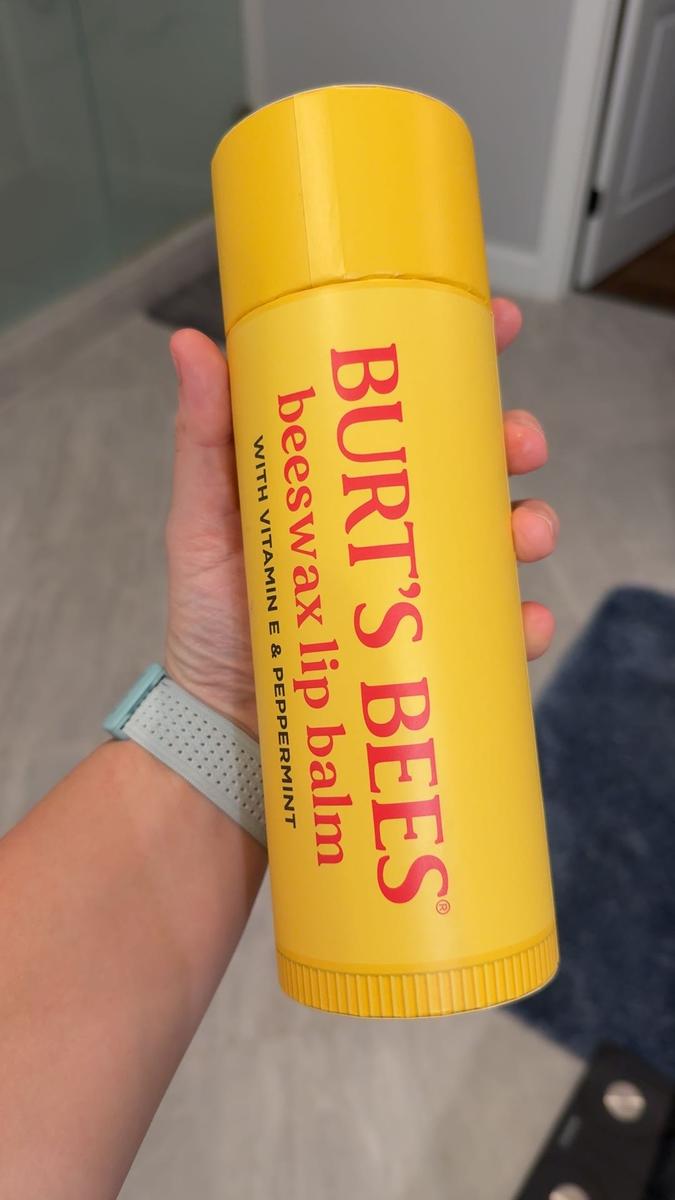 BURT'S BEES®
beeswax lip balm
WITH VITAMIN E & PEPPERMINT